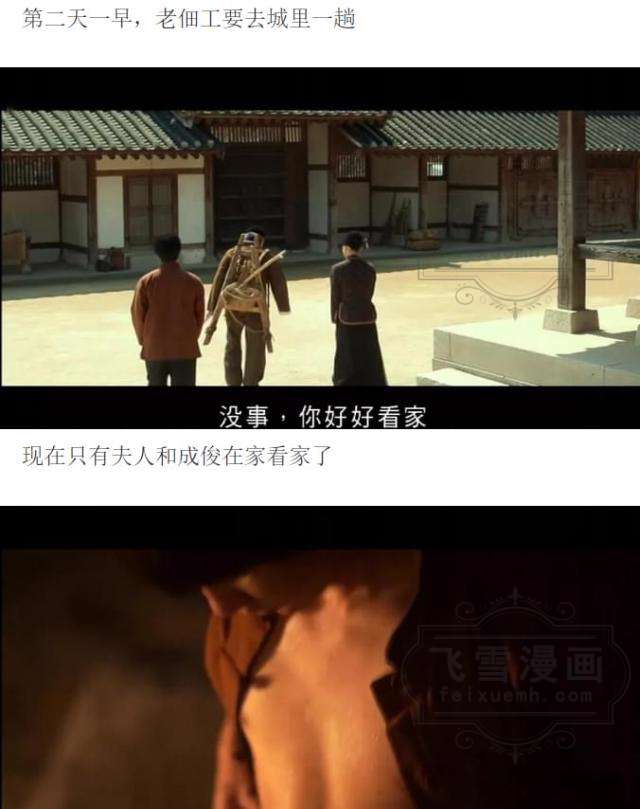 第二天一早，老佃工要去城里一趟
没事，你好好看家
现在只有夫人和成俊在家看家了
飞雪漫画
feixuemh.com